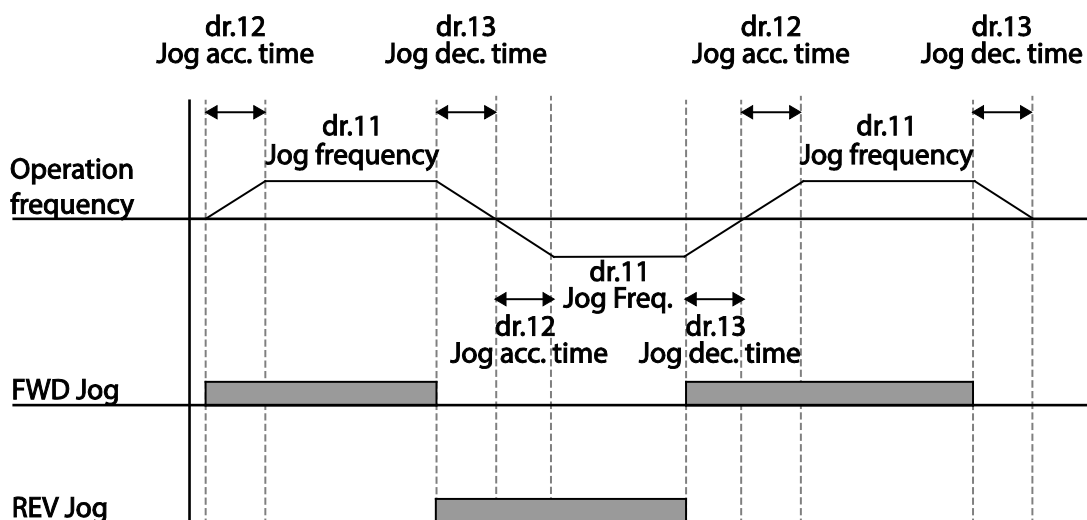 dr.12
Jog acc. time
dr.13
Jog dec. time
dr.12
Jog acc. time
dr.13
Jog dec. time
dr.11
Jog frequency
dr.11
Jog frequency
Operation
frequency
dr.11
Jog Freq.
dr.12
Jog acc. time
dr.13
Jog dec. time
FWD Jog
REV Jog